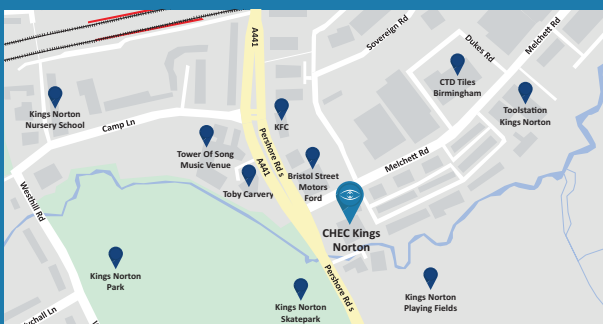 A441
Sovereign Rd
Dukes Rd
Melchett Rd
CTD Tiles
Birmingham
Toolstation
Kings Norton
Kings Norton
Nursery School
Camp Ln
KFC
Pershore Rd s
Tower Of Song
Music Venue
A441
Bristol Street
Motors
Ford
Melchett Rd
Toby Carvery
Westhill Rd
CHEC Kings
Norton
Kings Norton
Park
Pershore Rd s
Kings Norton
Skatepark
Kings Norton
Playing Fields